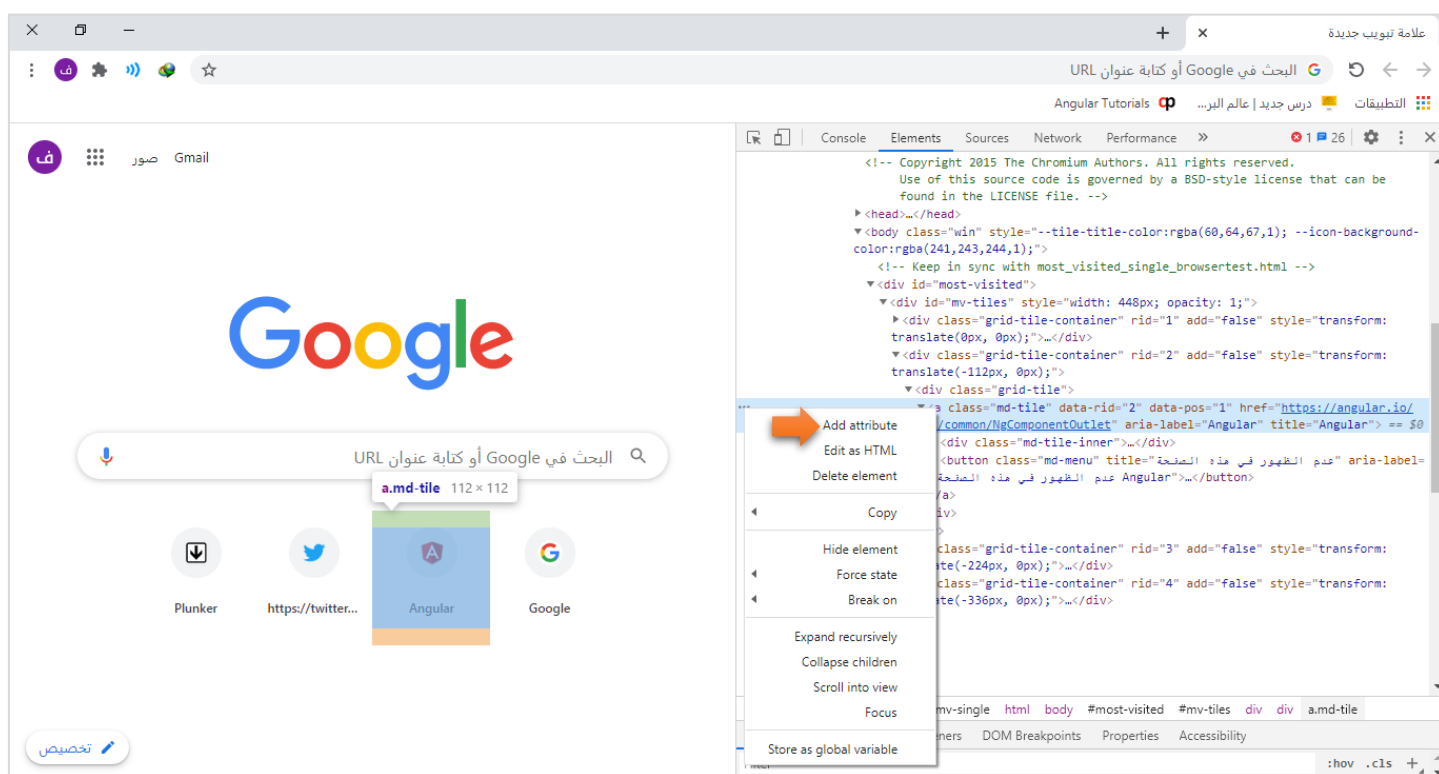 علامة تبويب جديدة
البحث في Google أو كتابة عنوان URL
ف
التطبيقات
درس جديد | عالم البر...
Angular Tutorials
Gmail
صور
ف
Google
البحث في Google أو كتابة عنوان URL
a.md-tile 112 × 112
Google
Angular
https://twitter...
Plunker
تخصيص
Console Elements Sources Network Performance » 1 26
<!-- Copyright 2015 The Chromium Authors. All rights reserved.
Use of this source code is governed by a BSD-style license that can be
found in the LICENSE file. -->
<head>…</head>
<body class="win" style="--tile-title-color:rgba(60,64,67,1); --icon-background-
color:rgba(241,243,244,1);">
<!-- Keep in sync with most_visited_single_browsertest.html -->
<div id="most-visited">
<div id="mv-tiles" style="width: 448px; opacity: 1;">
<div class="grid-tile-container" rid="1" add="false" style="transform:
translate(0px, 0px);">…</div>
<div class="grid-tile-container" rid="2" add="false" style="transform:
translate(-112px, 0px);">
<div class="grid-tile">
<a class="md-tile" data-rid="2" data-pos="1" href="https://angular.io/
/common/NgComponentOutlet" aria-label="Angular" title="Angular"> == $0
<div class="md-tile-inner">…</div>
<button class="md-menu" title="عدم الظهور في هذه الصفحة" aria-label=
عدم الظهور في هذه الصفحة Angular">…</button>
/a>
iv>
>
class="grid-tile-container" rid="3" add="false" style="transform:
ate(-224px, 0px);">…</div>
class="grid-tile-container" rid="4" add="false" style="transform:
ate(-336px, 0px);">…</div>
Add attribute
Edit as HTML
Delete element
Copy
Hide element
Force state
Break on
Expand recursively
Collapse children
Scroll into view
Focus
Store as global variable
mv-single html body #most-visited #mv-tiles div div a.md-tile
ners DOM Breakpoints Properties Accessibility
:hov .cls +